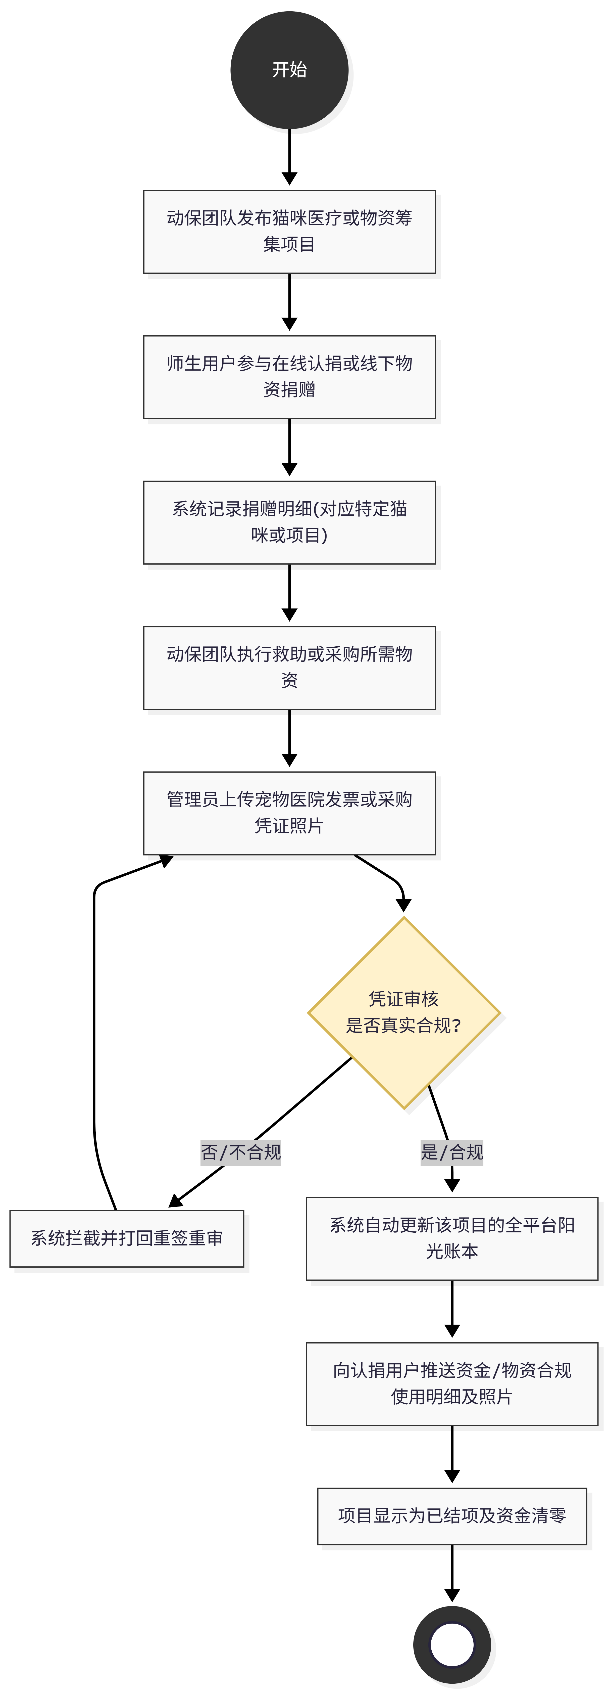 开始
动保团队发布猫咪医疗或物资筹
集项目
师生用户参与在线认捐或线下物
资捐赠
系统记录捐赠明细(对应特定猫
咪或项目)
动保团队执行救助或采购所需物
资
管理员上传宠物医院发票或采购
凭证照片
凭证审核
是否真实合规?
否/不合规
是/合规
系统拦截并打回重签重审
系统自动更新该项目的全平台阳
光账本
向认捐用户推送资金/物资合规
使用明细及照片
项目显示为已结项及资金清零